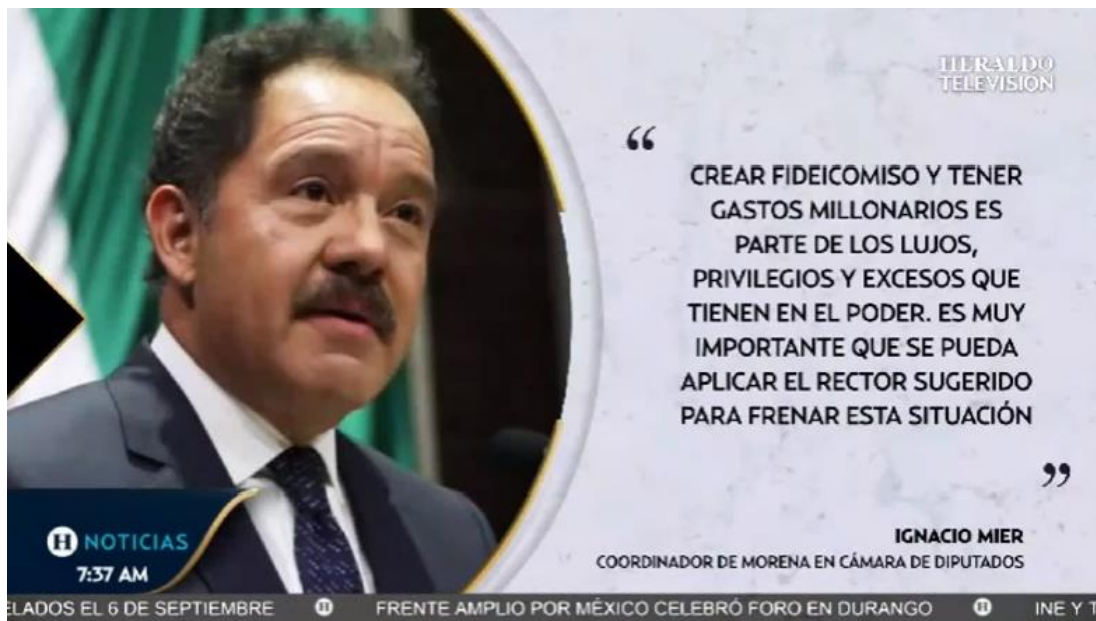 HERALDO
TELEVISIÓN
“
CREAR FIDEICOMISO Y TENER
GASTOS MILLONARIOS ES
PARTE DE LOS LUJOS,
PRIVILEGIOS Y EXCESOS QUE
TIENEN EN EL PODER. ES MUY
IMPORTANTE QUE SE PUEDA
APLICAR EL RECTOR SUGERIDO
PARA FRENAR ESTA SITUACIÓN
”
IGNACIO MIER
COORDINADOR DE MORENA EN CÁMARA DE DIPUTADOS
H NOTICIAS
7:37 AM
ELADOS EL 6 DE SEPTIEMBRE H FRENTE AMPLIO POR MÉXICO CELEBRÓ FORO EN DURANGO H INE Y T